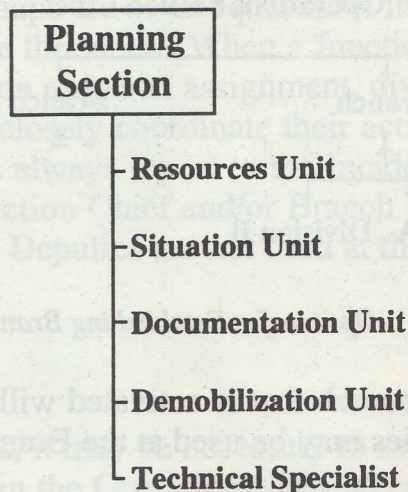 Planning
Section
Resources Unit
Situation Unit
Documentation Unit
Demobilization Unit
Technical Specialist